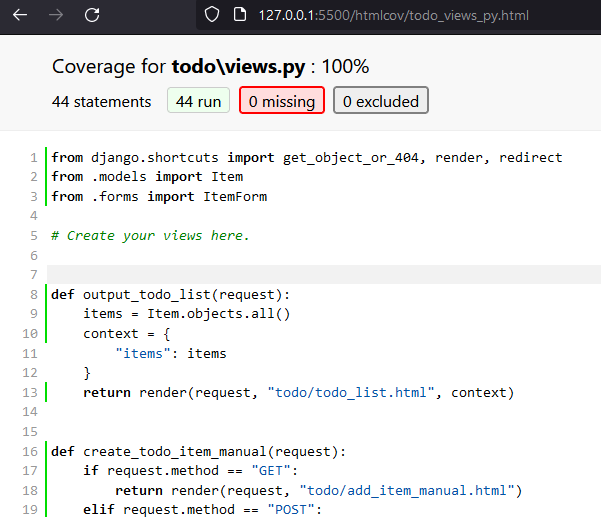 127.0.0.1:5500/htmlcov/todo_views_py.html
Coverage for todo\views.py : 100%
44 statements 44 run 0 missing 0 excluded
1 from django.shortcuts import get_object_or_404, render, redirect
2 from .models import Item
3 from .forms import ItemForm
4
5 # Create your views here.
6
7
8 def output_todo_list(request):
9     items = Item.objects.all()
10     context = {
11         "items": items
12     }
13     return render(request, "todo/todo_list.html", context)
14
15
16 def create_todo_item_manual(request):
17     if request.method == "GET":
18         return render(request, "todo/add_item_manual.html")
19     elif request.method == "POST":